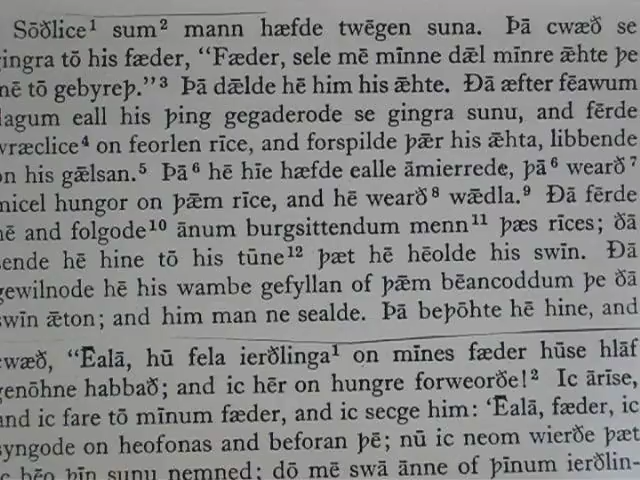 Sōðlice¹ sum² mann hæfde twēgen suna. Þā cwæð se
gingra tō his fæder, “Fæder, sele mē mīnne dǣl mīnre ǣhte þe
mē tō gebyreþ.”³ Þā dǣlde hē him his ǣhte. Ðā æfter fēawum
dagum eall his þing gegaderode se gingra sunu, and fērde
wræclice⁴ on feorlen rīce, and forspilde þǣr his ǣhta, libbende
on his gǣlsan.⁵ Þā⁶ hē hīe hæfde ealle āmierrede, þā⁶ wearð⁷
micel hungor on þǣm rīce, and hē wearð⁸ wǣdla.⁹ Ðā fērde
hē and folgode¹⁰ ānum burgsittendum menn¹¹ þæs rīces; ðā
sende hē hine tō his tūne¹² þæt hē hēolde his swīn. Ðā
gewilnode hē his wambe gefyllan of þǣm bēancoddum þe ðā
swīn ǣton; and him man ne sealde. Þā beþōhte hē hine, and
cwæð, “Ēalā, hū fela ierðlinga¹ on mīnes fæder hūse hlāf
genōhne habbað; and ic hēr on hungre forweorðe!² Ic ārīse,
and ic fare tō mīnum fæder, and ic secge him: ‘Ēalā, fæder, ic
syngode on heofonas and beforan þē; nū ic neom wierðe þæt
ic bēo þīn sunu nemned; dō mē swā ānne of þīnum ierðlin-